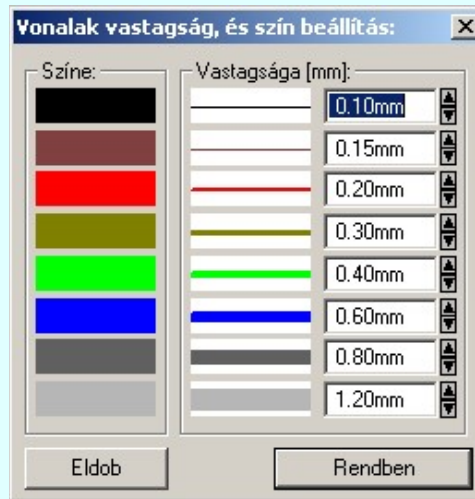 Vonalak vastagság, és szín beállítás:
Színe:
Vastagsága [mm]:
0.10mm
0.15mm
0.20mm
0.30mm
0.40mm
0.60mm
0.80mm
1.20mm
Eldob
Rendben